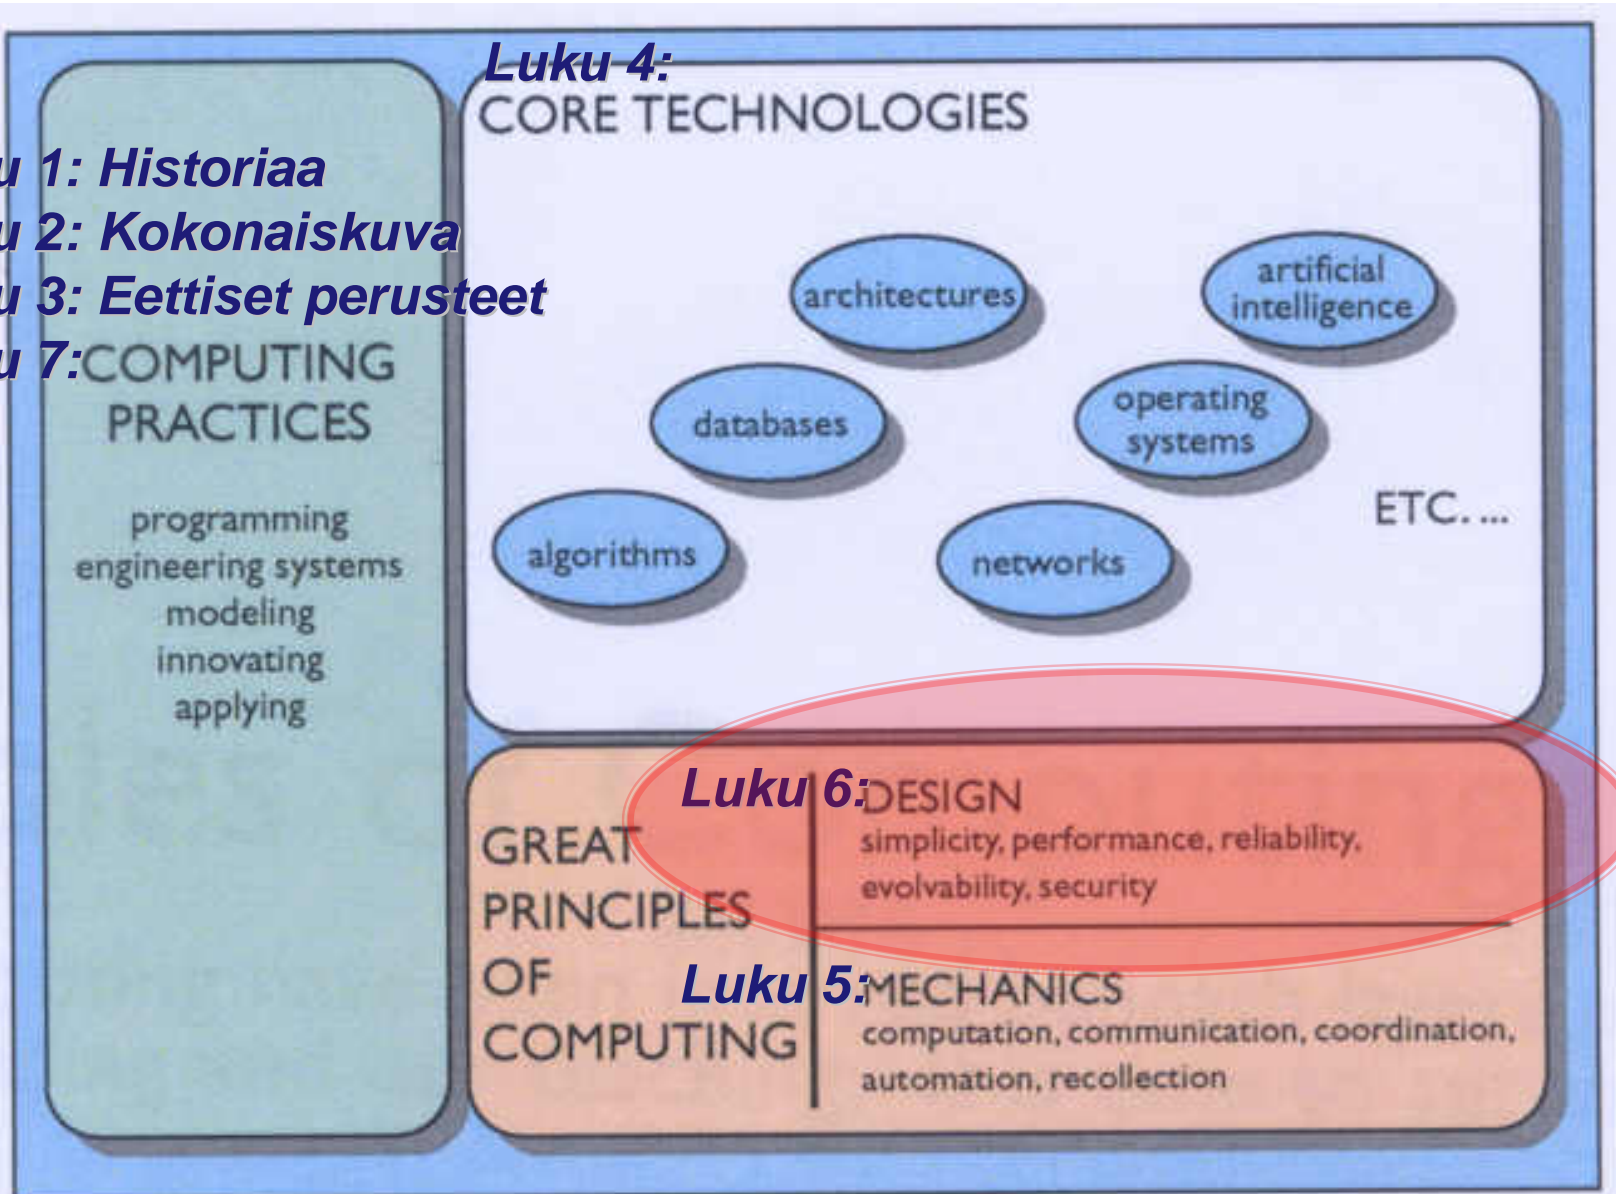 u 1: Historiaa
u 2: Kokonaiskuva
u 3: Eettiset perusteet
u 7: COMPUTING
PRACTICES
programming
engineering systems
modeling
innovating
applying
Luku 4:
CORE TECHNOLOGIES
architectures
artificial
intelligence
databases
operating
systems
algorithms
networks
ETC. ...
GREAT
PRINCIPLES
OF
COMPUTING
Luku 6: DESIGN
simplicity, performance, reliability,
evolvability, security
Luku 5: MECHANICS
computation, communication, coordination,
automation, recollection